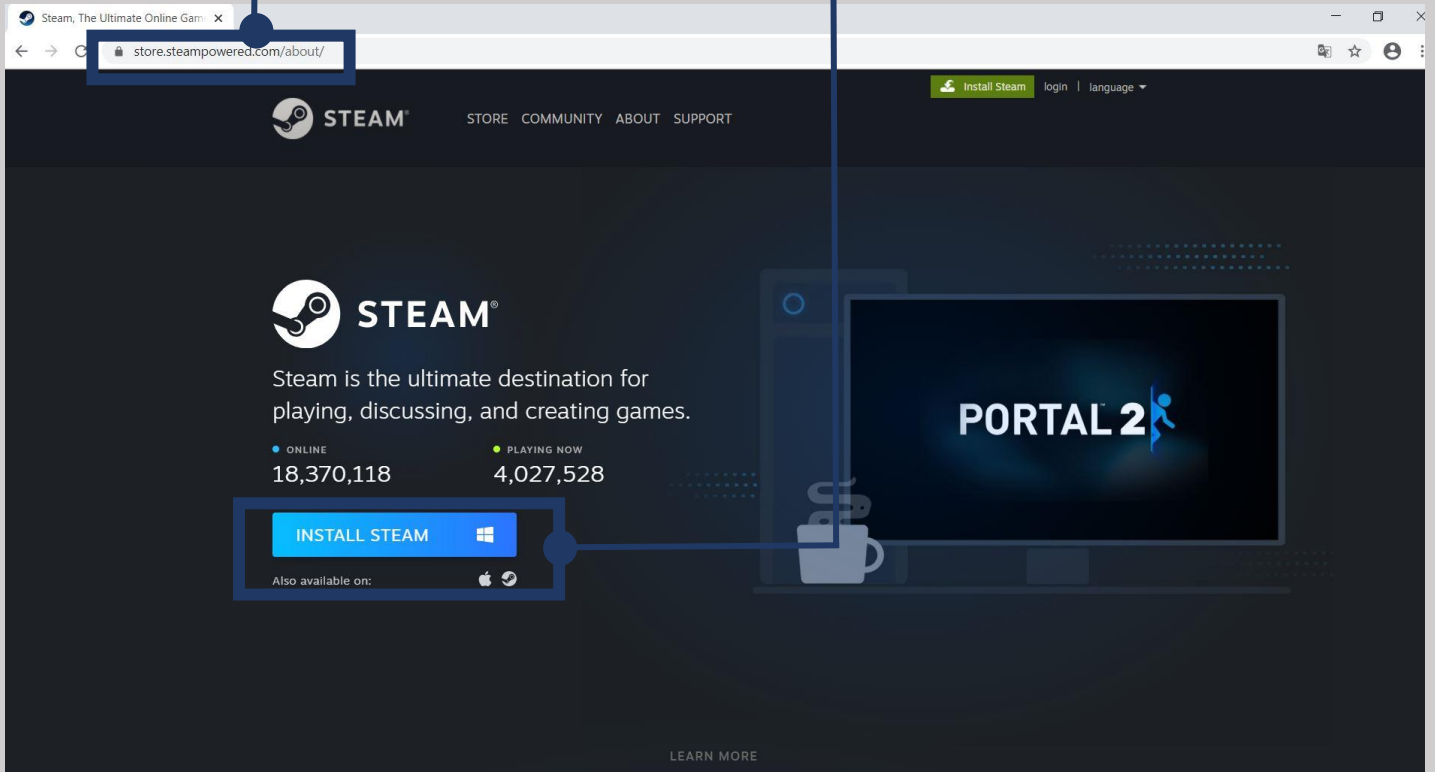 Steam, The Ultimate Online Gam
store.steampowered.com/about/
Install Steam login | language
STEAM® STORE COMMUNITY ABOUT SUPPORT
STEAM®
Steam is the ultimate destination for
playing, discussing, and creating games.
ONLINE PLAYING NOW
18,370,118 4,027,528
INSTALL STEAM
Also available on:
PORTAL™ 2
LEARN MORE